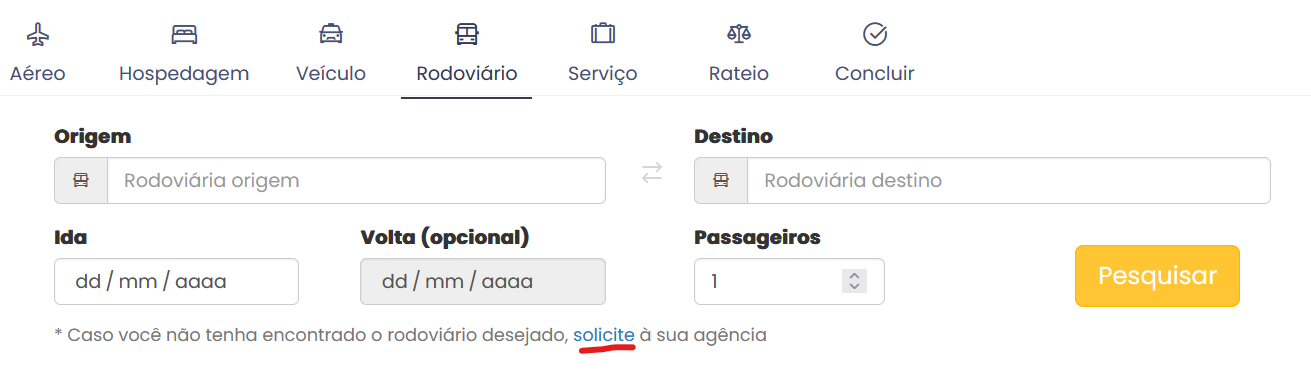 Aéreo Hospedagem Veículo Rodoviário Serviço Rateio Concluir
Origem Destino
Rodoviária origem Rodoviária destino
Ida Volta (opcional) Passageiros
dd / mm / aaaa dd / mm / aaaa 1 Pesquisar
* Caso você não tenha encontrado o rodoviário desejado, solicite à sua agência